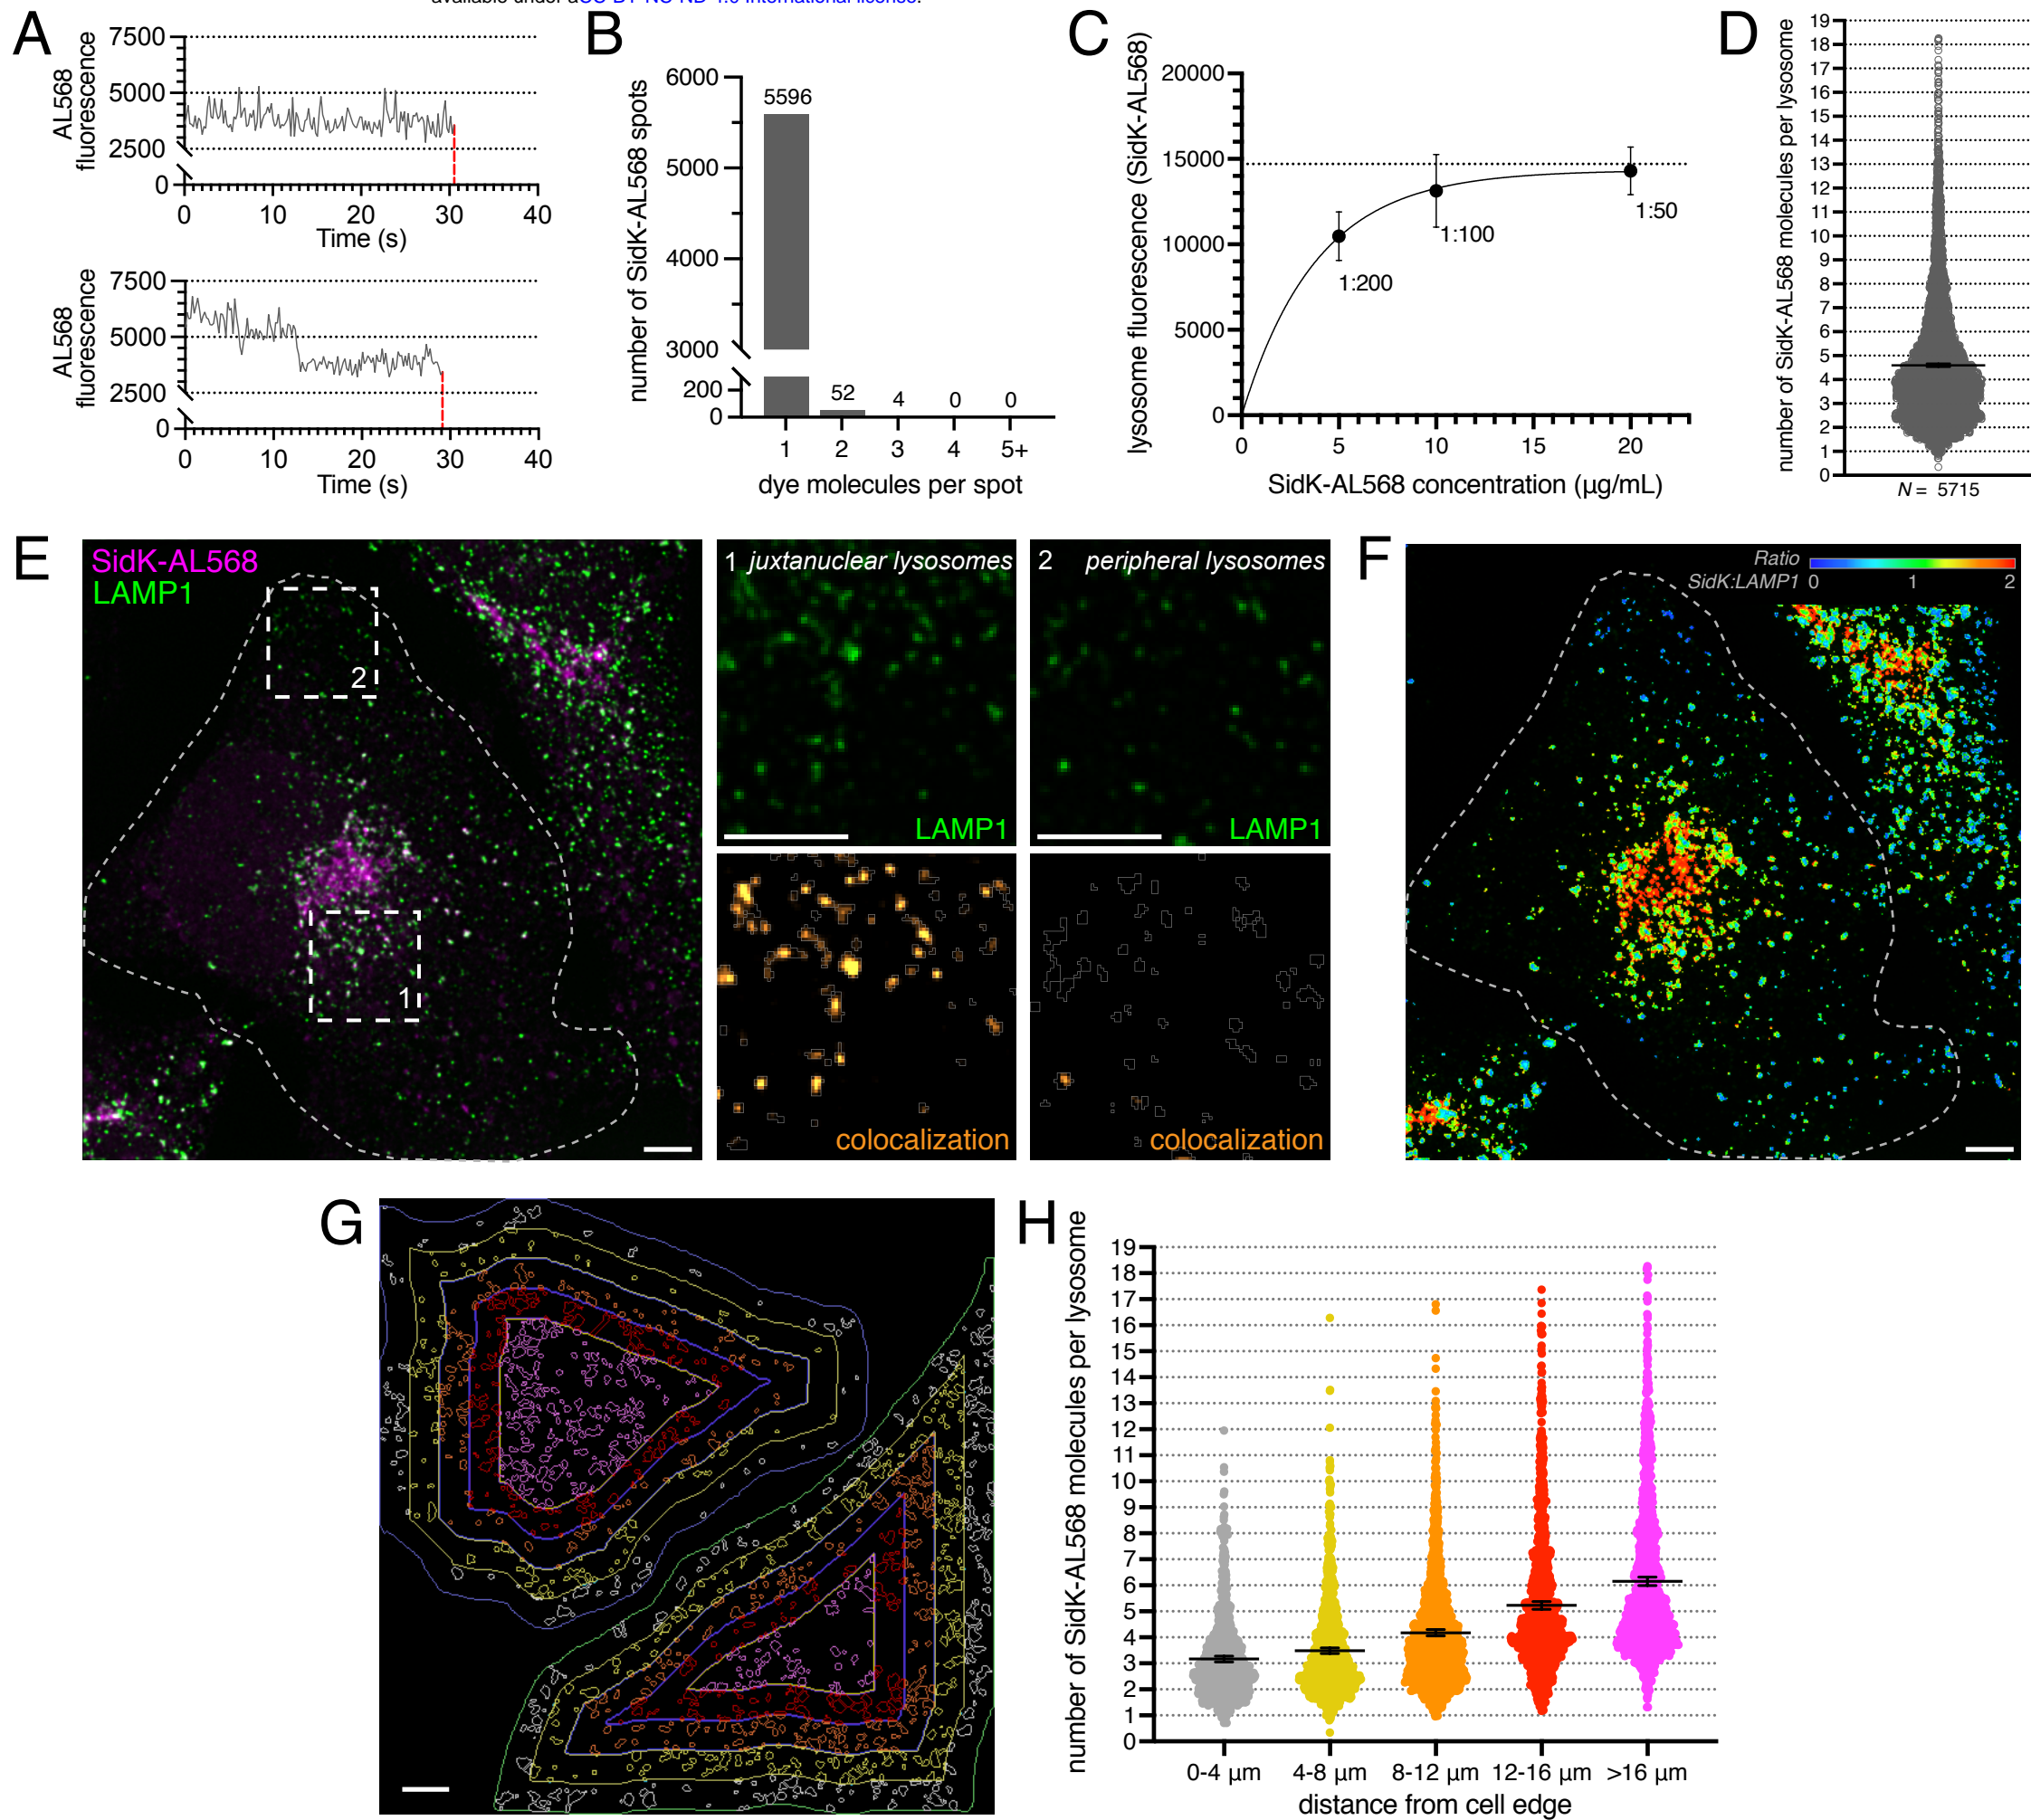 A
7500
5000
2500
0
AL568
fluorescence
0 10 20 30 40
Time (s)
7500
5000
2500
0
AL568
fluorescence
0 10 20 30 40
Time (s)
B
number of SidK-AL568 spots
6000
5000
4000
3000
200
0
5596
52
4
0
0
1 2 3 4 5+
dye molecules per spot
C
lysosome fluorescence (SidK-AL568)
20000
15000
10000
5000
0
1:200
1:100
1:50
0 5 10 15 20
SidK-AL568 concentration (µg/mL)
D
number of SidK-AL568 molecules per lysosome
19
18
17
16
15
14
13
12
11
10
9
8
7
6
5
4
3
2
1
0
N = 5715
E
SidK-AL568
LAMP1
2
1
1 juxtanuclear lysosomes
LAMP1
2 peripheral lysosomes
LAMP1
colocalization
colocalization
F
Ratio
SidK:LAMP1
0 1 2
G
H
number of SidK-AL568 molecules per lysosome
19
18
17
16
15
14
13
12
11
10
9
8
7
6
5
4
3
2
1
0
0-4 µm 4-8 µm 8-12 µm 12-16 µm >16 µm
distance from cell edge